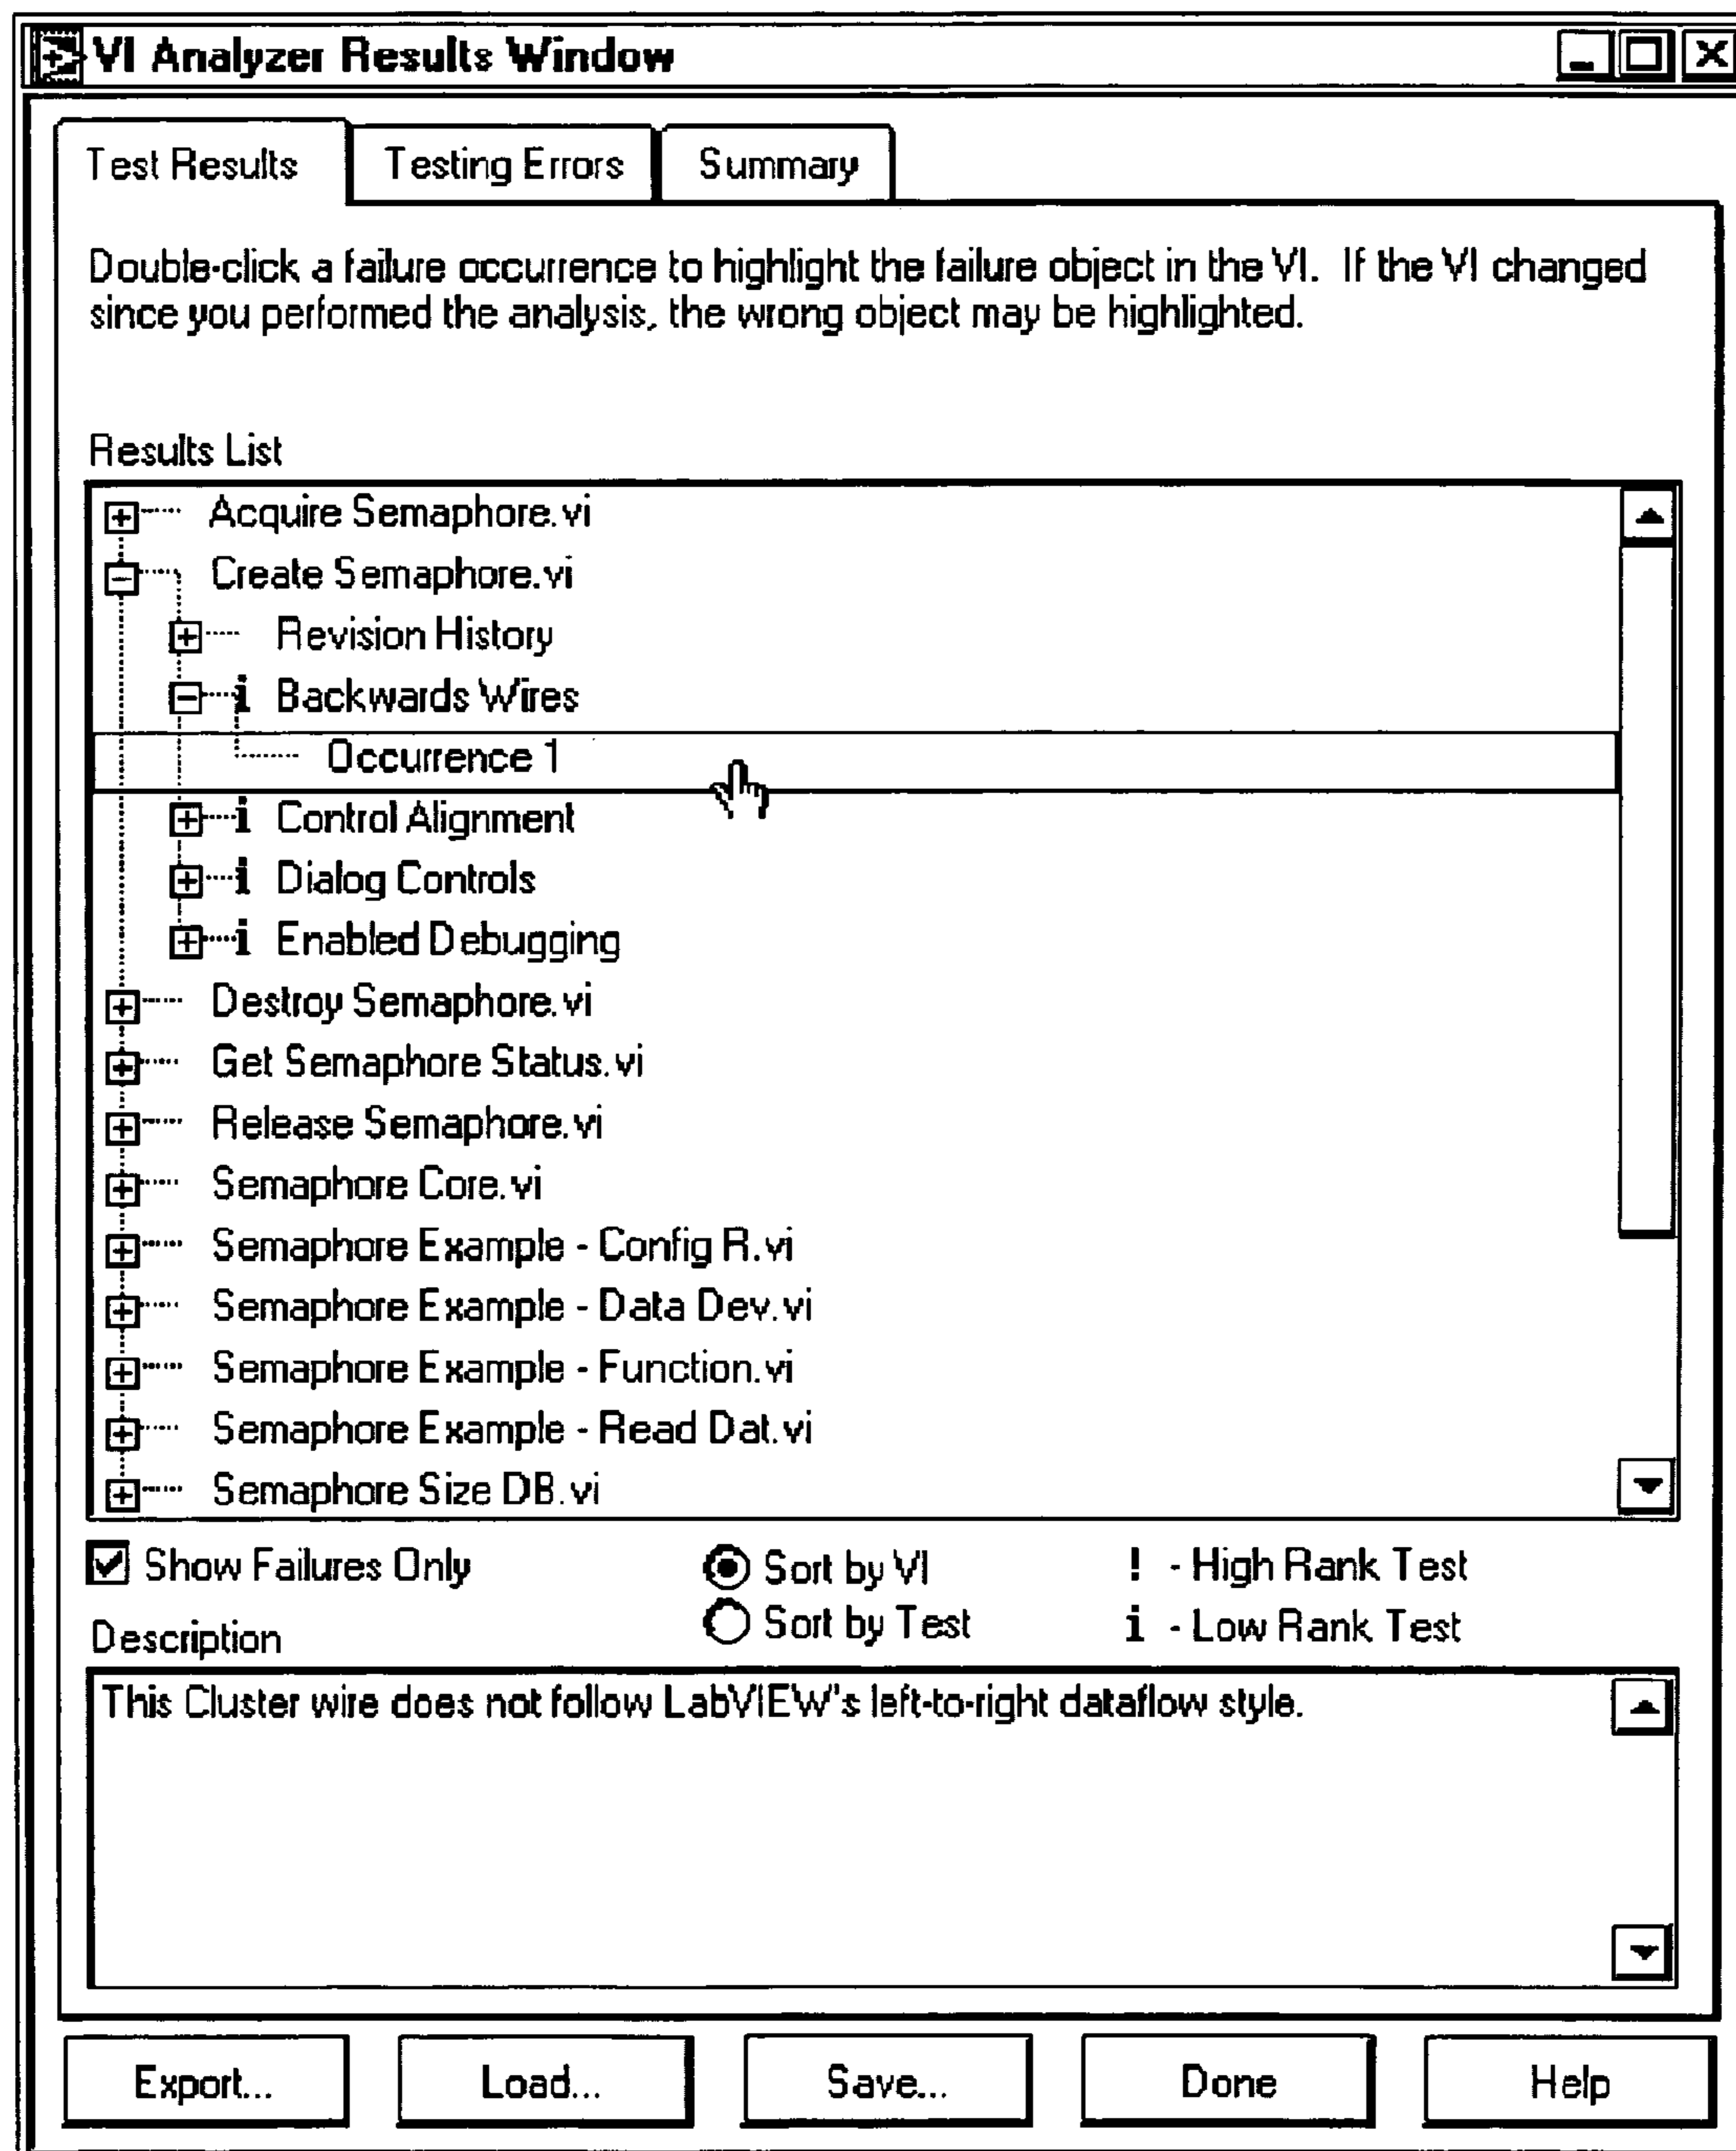 VI Analyzer Results Window
Test Results
Testing Errors
Summary
Double-click a failure occurrence to highlight the failure object in the VI. If the VI changed
since you performed the analysis, the wrong object may be highlighted.
Results List
Acquire Semaphore.vi
Create Semaphore.vi
Revision History
i Backwards Wires
Occurrence 1
i Control Alignment
i Dialog Controls
i Enabled Debugging
Destroy Semaphore.vi
Get Semaphore Status.vi
Release Semaphore.vi
Semaphore Core.vi
Semaphore Example - Config R.vi
Semaphore Example - Data Dev.vi
Semaphore Example - Function.vi
Semaphore Example - Read Dat.vi
Semaphore Size DB.vi
Show Failures Only
Sort by VI
! - High Rank Test
Sort by Test
i - Low Rank Test
Description
This Cluster wire does not follow LabVIEW's left-to-right dataflow style.
Export...
Load...
Save...
Done
Help